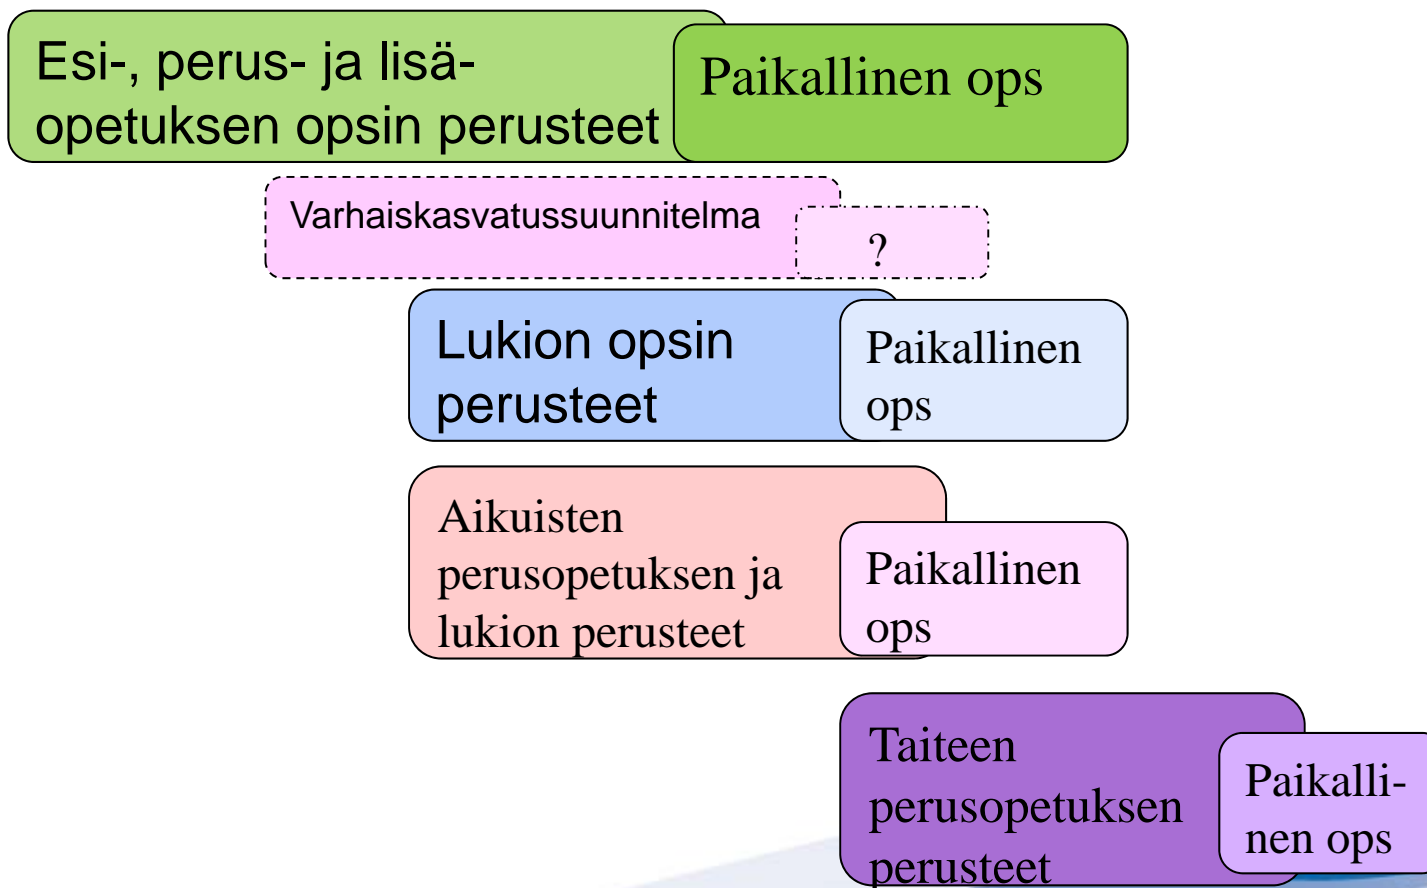 Esi-, perus- ja lisä-
opetuksen opsin perusteet
Paikallinen ops
Varhaiskasvatussuunnitelma
?
Lukion opsin
perusteet
Paikallinen
ops
Aikuisten
perusopetuksen ja
lukion perusteet
Paikallinen
ops
Taiteen
perusopetuksen
perusteet
Paikalli-
nen ops